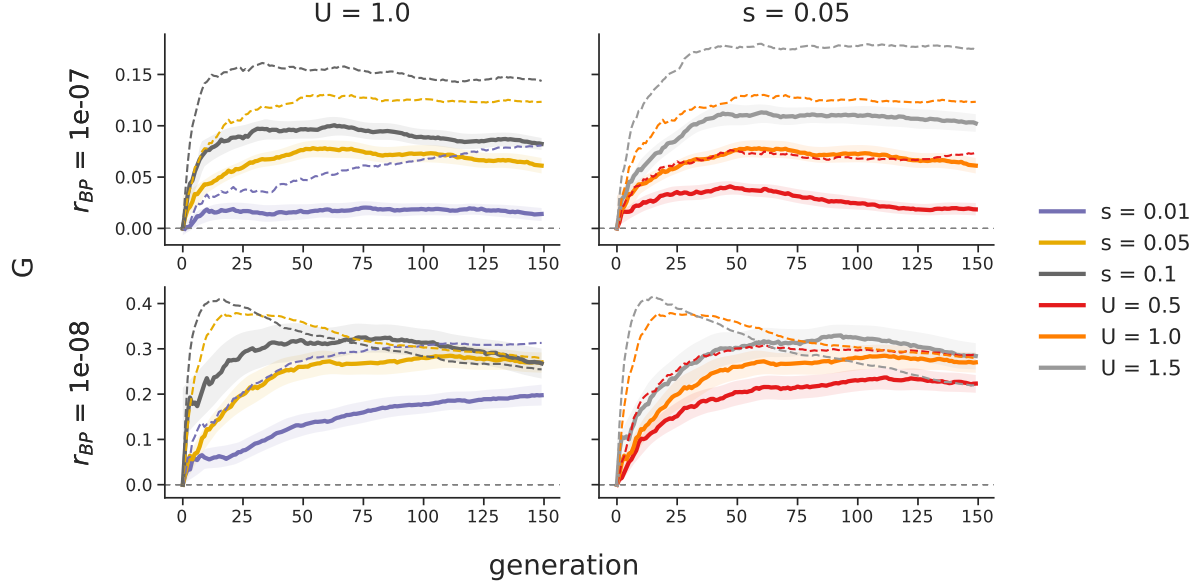 U = 1.0
s = 0.05
r_BP = 1e-07
0.15
0.10
0.05
0.00
0 25 50 75 100 125 150
0 25 50 75 100 125 150
G
r_BP = 1e-08
0.4
0.3
0.2
0.1
0.0
0 25 50 75 100 125 150
0 25 50 75 100 125 150
generation
s = 0.01
s = 0.05
s = 0.1
U = 0.5
U = 1.0
U = 1.5